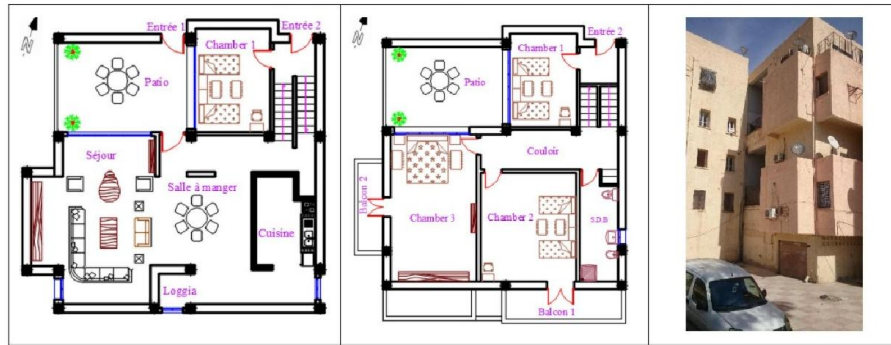 Entrée 1
Entrée 2
N
Chamber 1
Patio
Séjour
Salle à manger
Cuisine
Loggia
Entrée 2
N
Chamber 1
Patio
Couloir
Balcon 2
Chamber 3
Chamber 2
S.D.B
Balcon 1